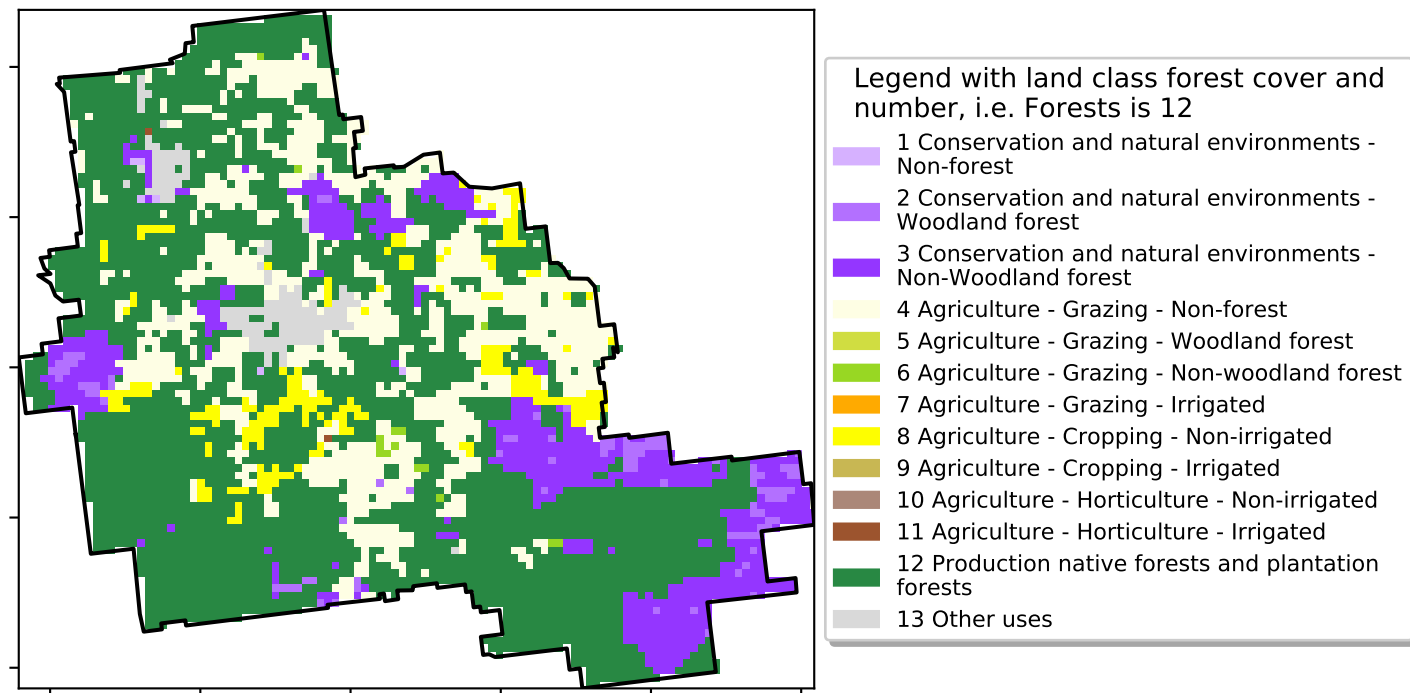 Legend with land class forest cover and
number, i.e. Forests is 12
1 Conservation and natural environments -
Non-forest
2 Conservation and natural environments -
Woodland forest
3 Conservation and natural environments -
Non-Woodland forest
4 Agriculture - Grazing - Non-forest
5 Agriculture - Grazing - Woodland forest
6 Agriculture - Grazing - Non-woodland forest
7 Agriculture - Grazing - Irrigated
8 Agriculture - Cropping - Non-irrigated
9 Agriculture - Cropping - Irrigated
10 Agriculture - Horticulture - Non-irrigated
11 Agriculture - Horticulture - Irrigated
12 Production native forests and plantation
forests
13 Other uses